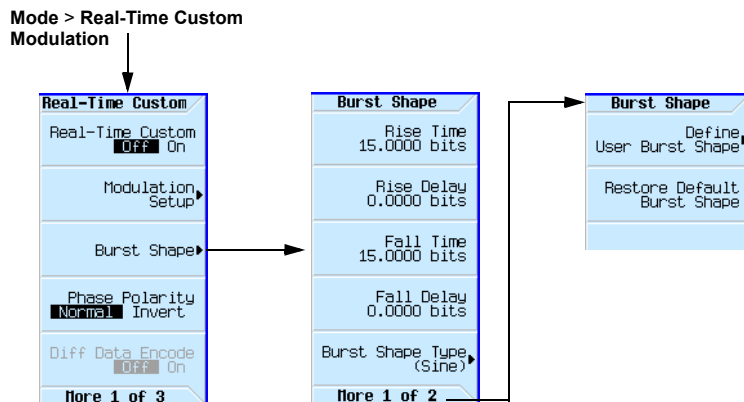 Mode > Real-Time Custom
Modulation
Real-Time Custom
Real-Time Custom
Off On
Modulation
Setup
Burst Shape
Phase Polarity
Normal Invert
Diff Data Encode
Off On
More 1 of 3
Burst Shape
Rise Time
15.0000 bits
Rise Delay
0.0000 bits
Fall Time
15.0000 bits
Fall Delay
0.0000 bits
Burst Shape Type
(Sine)
More 1 of 2
Burst Shape
Define
User Burst Shape
Restore Default
Burst Shape